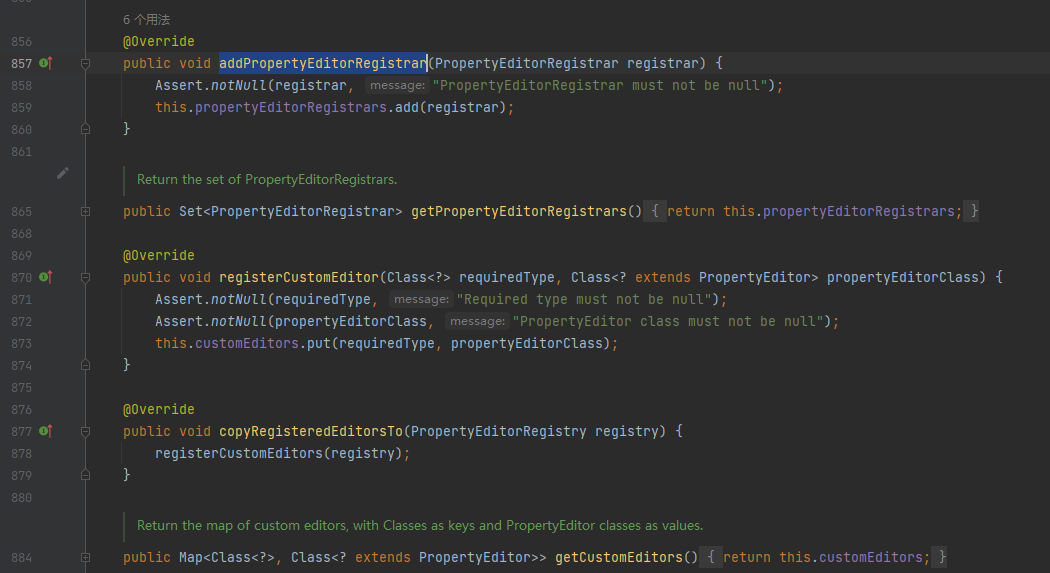 6 个用法
856 @Override
857 public void addPropertyEditorRegistrar(PropertyEditorRegistrar registrar) {
858 Assert.notNull(registrar, message: "PropertyEditorRegistrar must not be null");
859 this.propertyEditorRegistrars.add(registrar);
860 }
861
Return the set of PropertyEditorRegistrars.
865 public Set<PropertyEditorRegistrar> getPropertyEditorRegistrars() { return this.propertyEditorRegistrars; }
868
869 @Override
870 public void registerCustomEditor(Class<?> requiredType, Class<? extends PropertyEditor> propertyEditorClass) {
871 Assert.notNull(requiredType, message: "Required type must not be null");
872 Assert.notNull(propertyEditorClass, message: "PropertyEditor class must not be null");
873 this.customEditors.put(requiredType, propertyEditorClass);
874 }
875
876 @Override
877 public void copyRegisteredEditorsTo(PropertyEditorRegistry registry) {
878 registerCustomEditors(registry);
879 }
880
Return the map of custom editors, with Classes as keys and PropertyEditor classes as values.
884 public Map<Class<?>, Class<? extends PropertyEditor>> getCustomEditors() { return this.customEditors; }